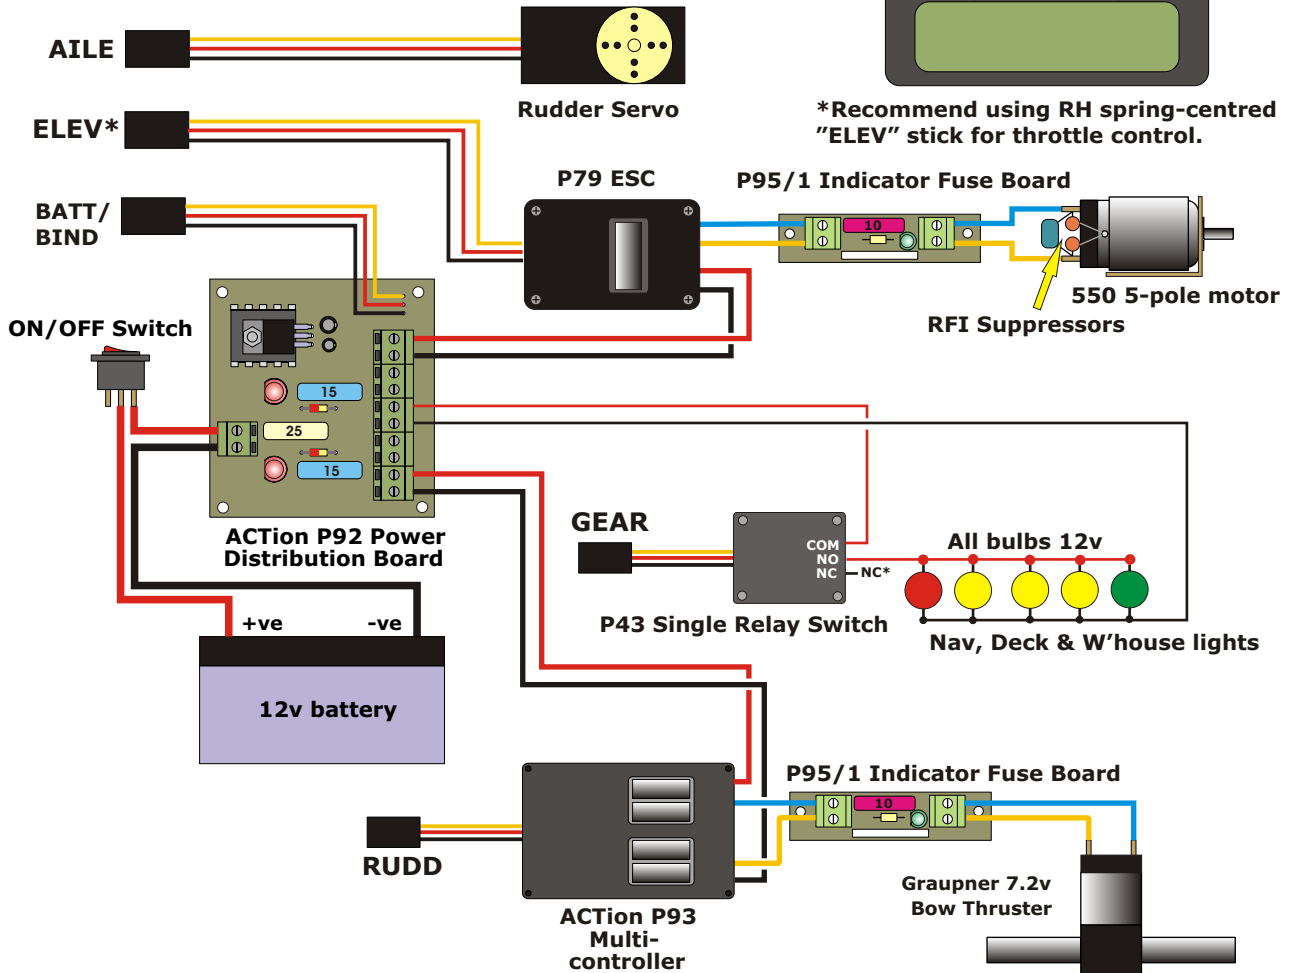 AILE
Rudder Servo
*Recommend using RH spring-centred
”ELEV” stick for throttle control.
ELEV*
P79 ESC
P95/1 Indicator Fuse Board
10
BATT/
BIND
550 5-pole motor
RFI Suppressors
ON/OFF Switch
15
25
15
ACTion P92 Power
Distribution Board
GEAR
COM
NO
NC
NC*
All bulbs 12v
P43 Single Relay Switch
Nav, Deck & W'house lights
+ve
-ve
12v battery
P95/1 Indicator Fuse Board
10
RUDD
Graupner 7.2v
Bow Thruster
ACTion P93
Multi-
controller